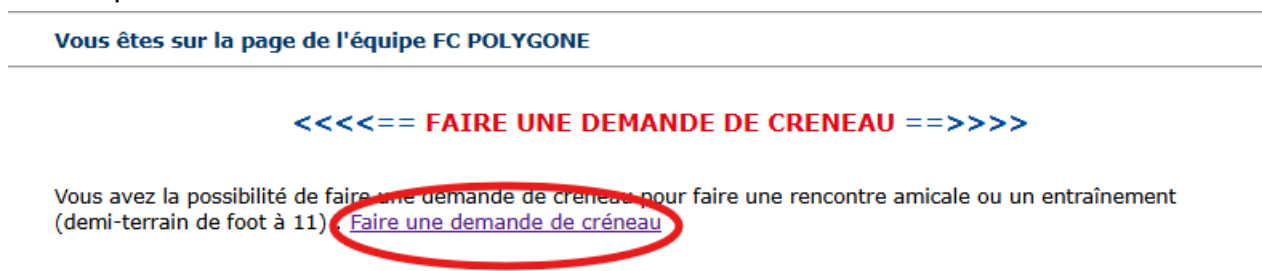 Vous êtes sur la page de l'équipe FC POLYGONE
<<<<== FAIRE UNE DEMANDE DE CRENEAU ==>>>>
Vous avez la possibilité de faire une demande de créneau pour faire une rencontre amicale ou un entraînement
(demi-terrain de foot à 11) : Faire une demande de créneau